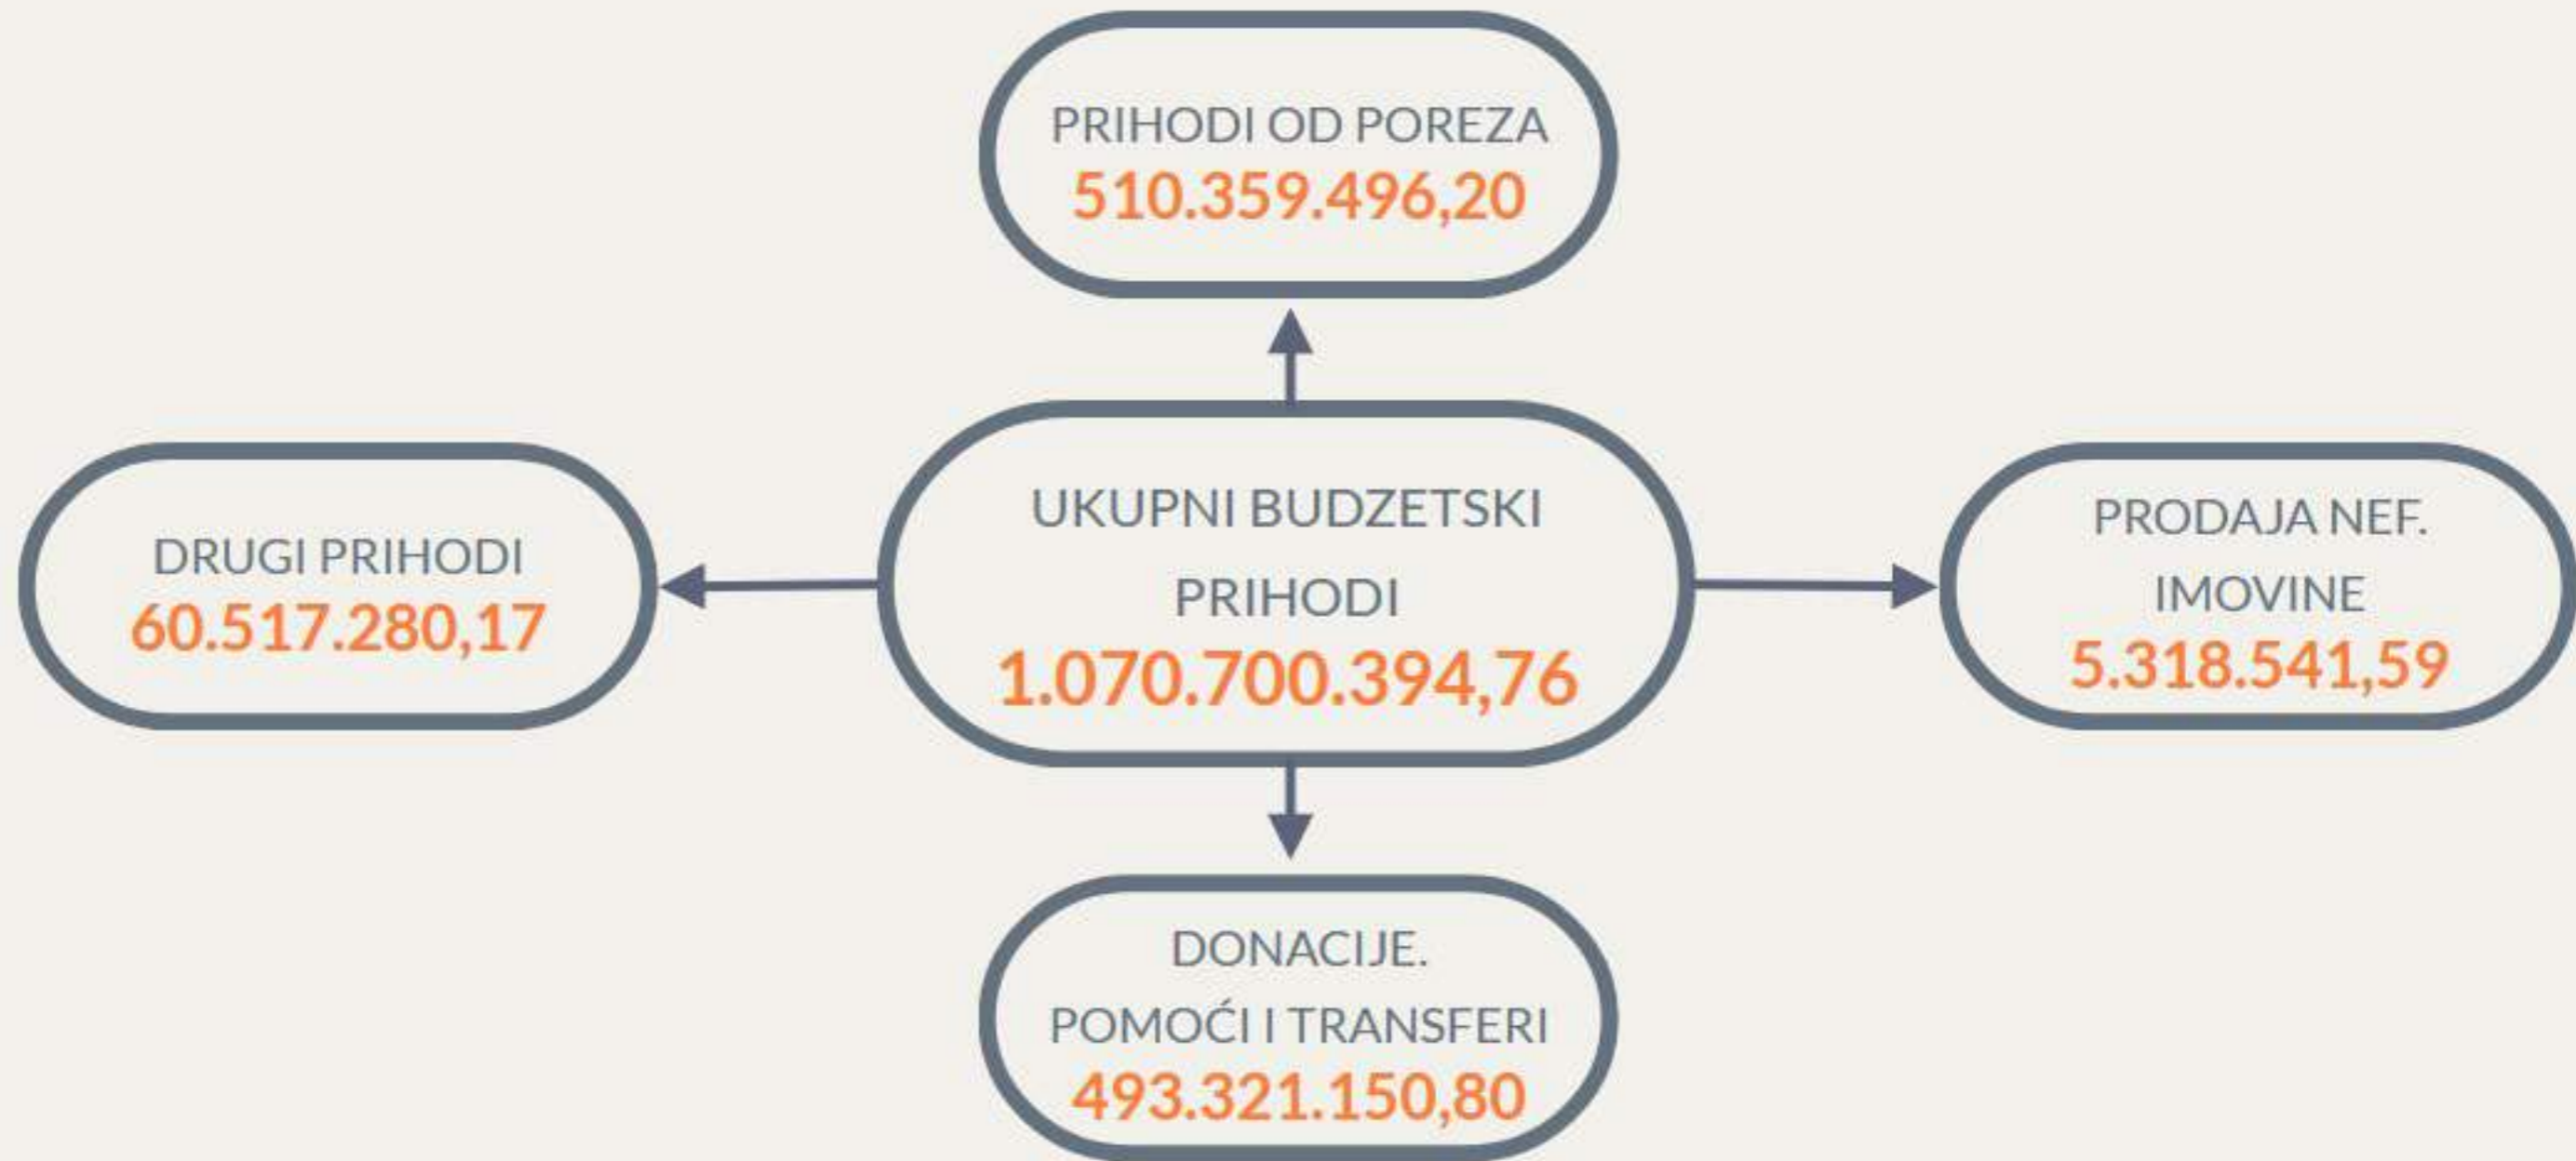 PRIHODI OD POREZA
510.359.496,20
DRUGI PRIHODI
60.517.280,17
UKUPNI BUDZETSKI
PRIHODI
1.070.700.394,76
PRODAJA NEF.
IMOVINE
5.318.541,59
DONACIJE.
POMOĆI I TRANSFERI
493.321.150,80